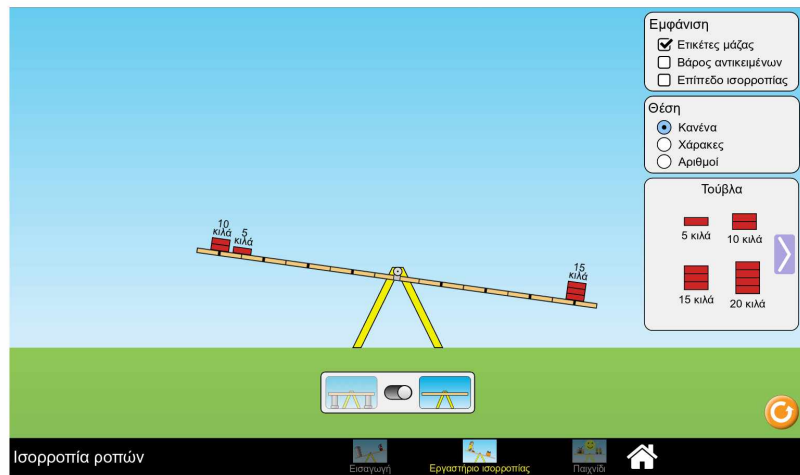 Εμφάνιση
Ετικέτες μάζας
Βάρος αντικειμένων
Επίπεδο ισορροπίας
Θέση
Κανένα
Χάρακες
Αριθμοί
Τούβλα
5 κιλά
10 κιλά
15 κιλά
20 κιλά
10
κιλά
5
κιλά
15
κιλά
Ισορροπία ροπών
Εισαγωγή
Εργαστήριο ισορροπίας
Παιχνίδι